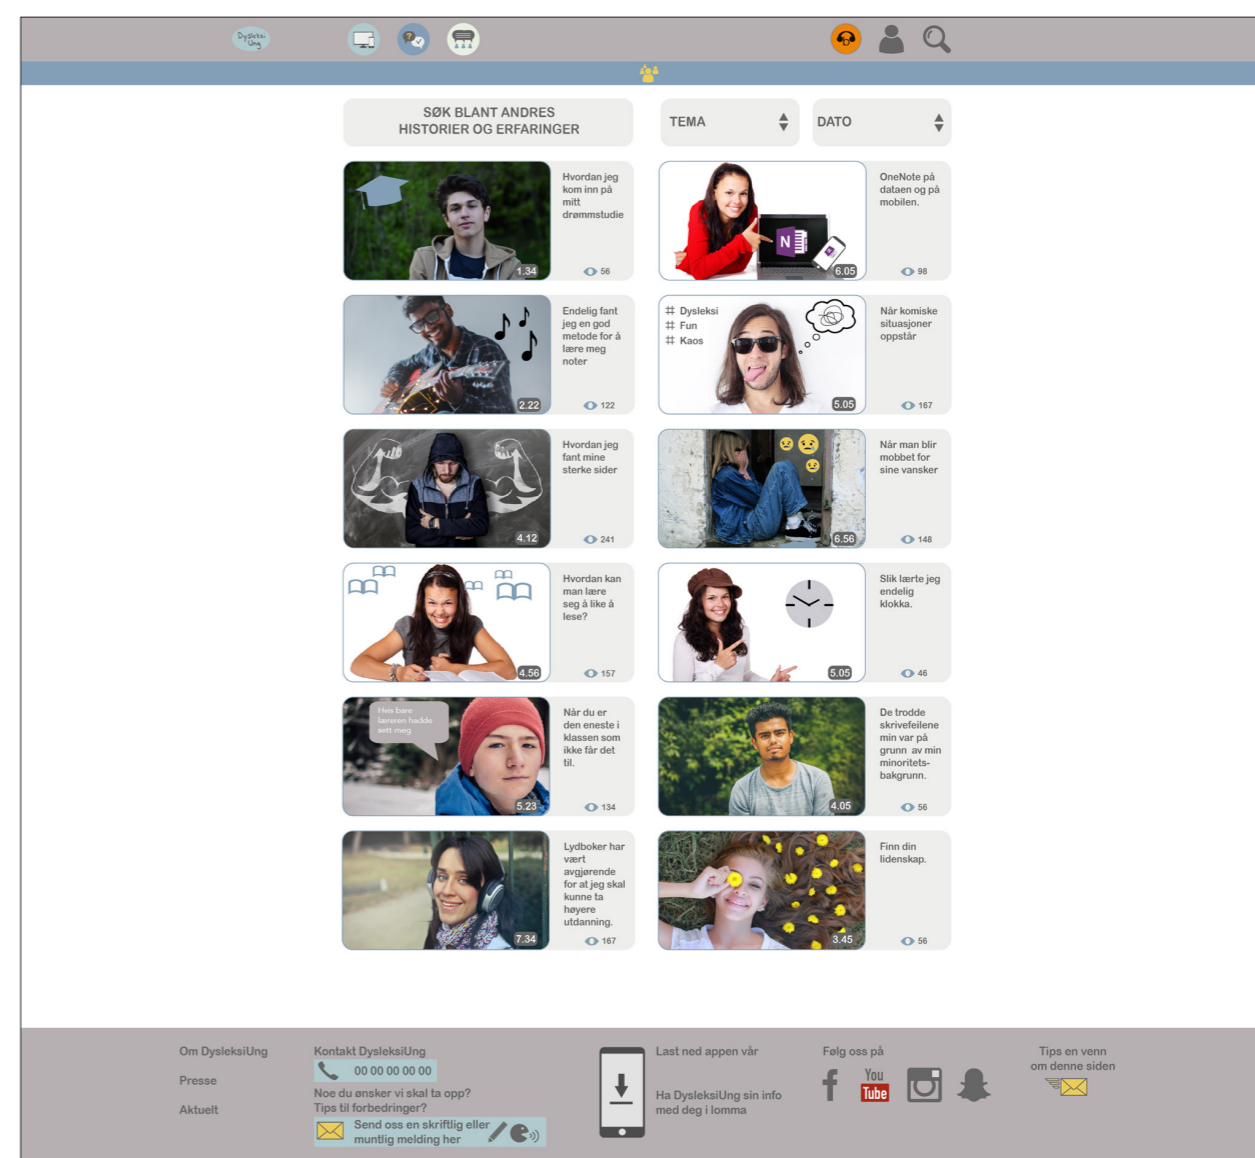 Dysleksi
Ung
SØK BLANT ANDRES
HISTORIER OG ERFARINGER
TEMA
DATO
1.34
Hvordan jeg
kom inn på
mitt
drømmstudie
56
N
N
6.05
OneNote på
dataen og på
mobilen.
98
2.22
Endelig fant
jeg en god
metode for å
lære meg
noter
122
# Dysleksi
# Fun
# Kaos
5.05
Når komiske
situasjoner
oppstår
167
4.12
Hvordan jeg
fant mine
sterke sider
241
6.56
Når man blir
mobbet for
sine vansker
148
4.56
Hvordan kan
man lære
seg å like å
lese?
157
5.05
Slik lærte jeg
endelig
klokka.
46
Hvis bare
læreren hadde
sett meg
5.23
Når du er
den eneste i
klassen som
ikke får det
til.
134
4.05
De trodde
skrivefeilene
min var på
grunn av min
minoritets-
bakgrunn.
56
7.34
Lydboker har
vært
avgjørende
for at jeg skal
kunne ta
høyere
utdanning.
167
3.45
Finn din
lidenskap.
56
Om DysleksiUng
Presse
Aktuelt
Kontakt DysleksiUng
00 00 00 00 00
Noe du ønsker vi skal ta opp?
Tips til forbedringer?
Send oss en skriftlig eller
muntlig melding her
Last ned appen vår
Ha DysleksiUng sin info
med deg i lomma
Følg oss på
f
You
Tube
Tips en venn
om denne siden